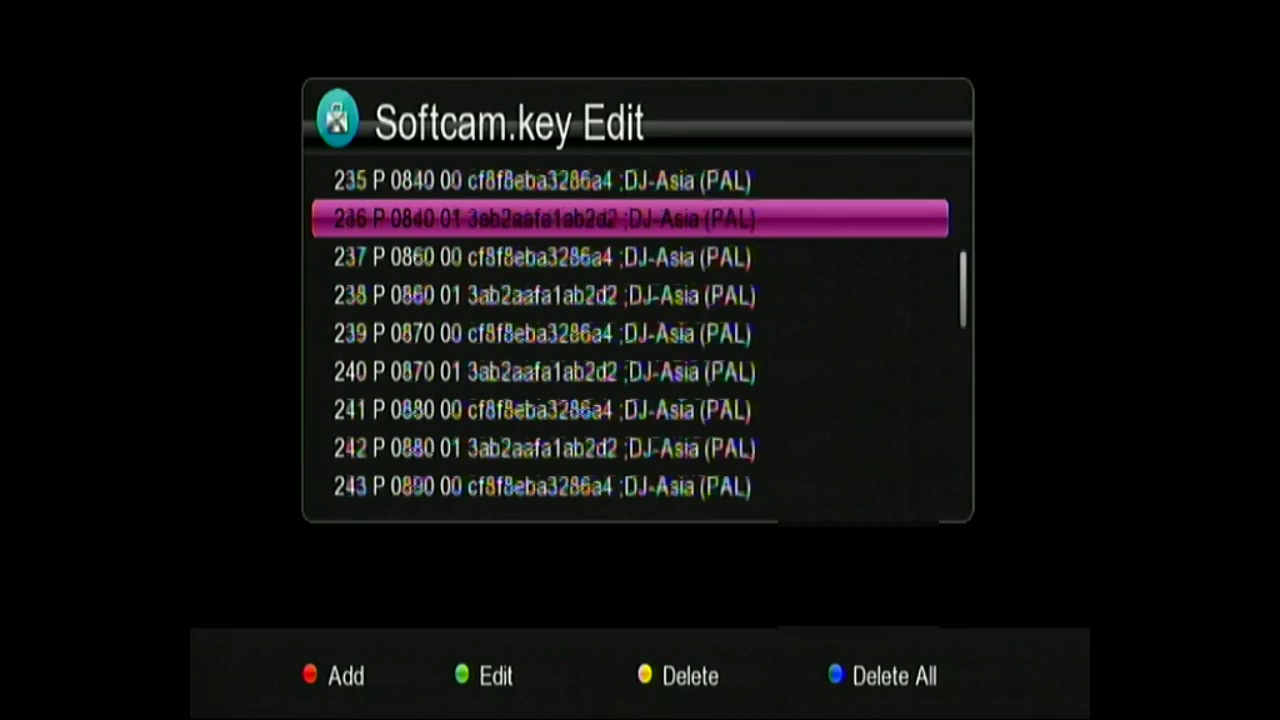 Softcam.key Edit
235 P 0840 00 cf8f8eba3286a4 ;DJ-Asia (PAL)
236 P 0840 01 3ab2aafa1ab2d2 ;DJ-Asia (PAL)
237 P 0860 00 cf8f8eba3286a4 ;DJ-Asia (PAL)
238 P 0860 01 3ab2aafa1ab2d2 ;DJ-Asia (PAL)
239 P 0870 00 cf8f8eba3286a4 ;DJ-Asia (PAL)
240 P 0870 01 3ab2aafa1ab2d2 ;DJ-Asia (PAL)
241 P 0880 00 cf8f8eba3286a4 ;DJ-Asia (PAL)
242 P 0880 01 3ab2aafa1ab2d2 ;DJ-Asia (PAL)
243 P 0890 00 cf8f8eba3286a4 ;DJ-Asia (PAL)
Add Edit Delete Delete All